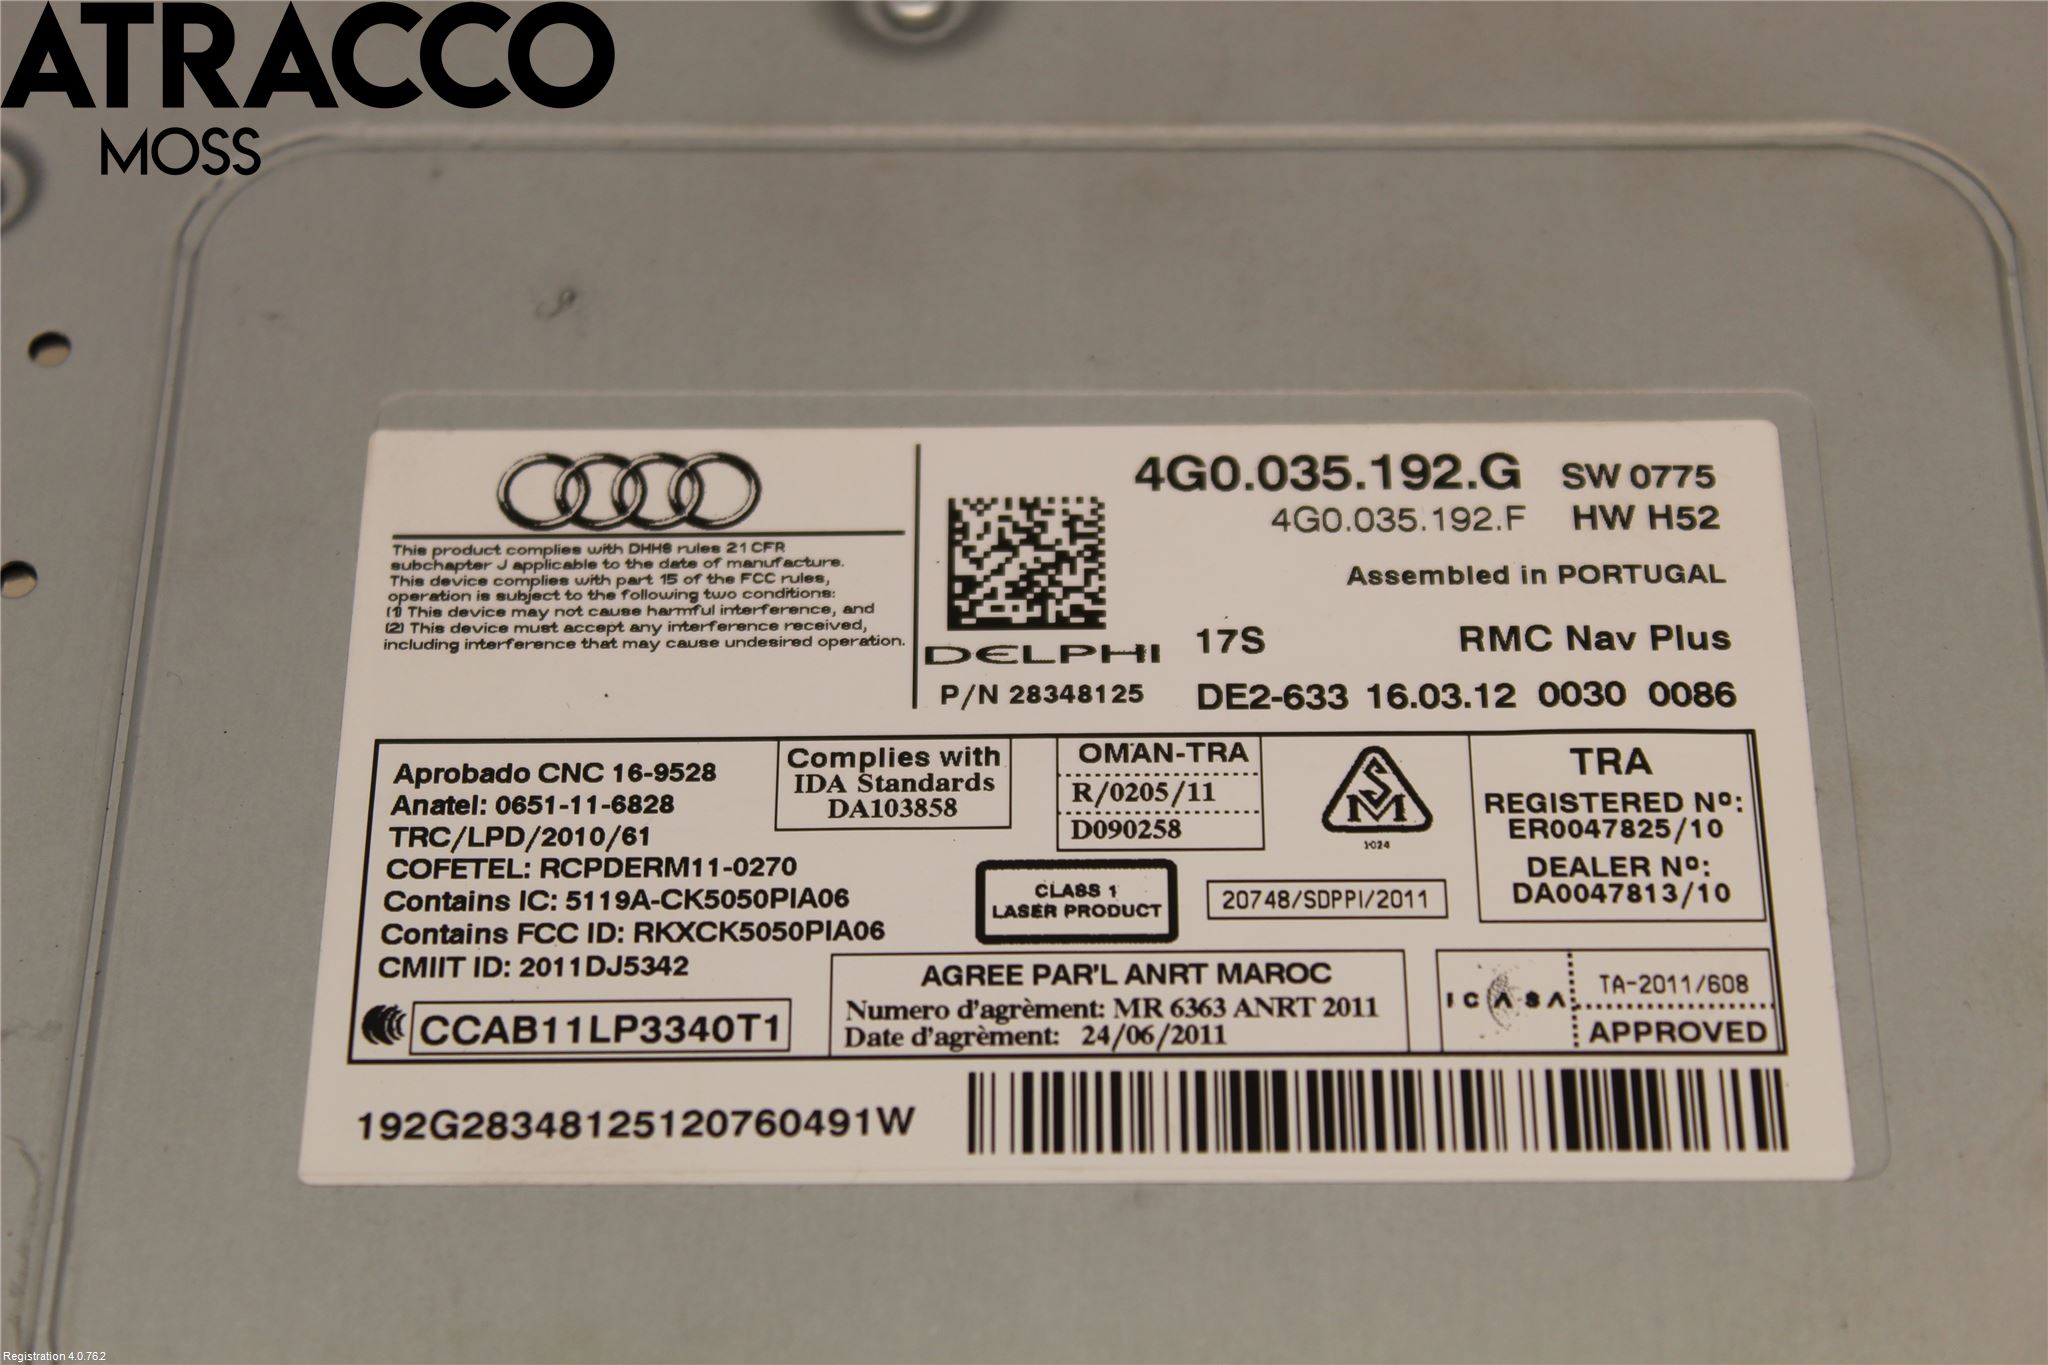 ATRACCO
MOSS
This product complies with DHHS rules 21 CFR
subchapter J applicable to the date of manufacture.
This device complies with part 15 of the FCC rules,
operation is subject to the following two conditions:
(1) This device may not cause harmful interference, and
(2) This device must accept any interference received,
including interference that may cause undesired operation.
4G0.035.192.G SW 0775
4G0.035.192.F HW H52
Assembled in PORTUGAL
DELPHI 17S RMC Nav Plus
P/N 28348125 DE2-633 16.03.12 0030 0086
Aprobado CNC 16-9528
Anatel: 0651-11-6828
TRC/LPD/2010/61
COFETEL: RCPDERM11-0270
Contains IC: 5119A-CK5050PIA06
Contains FCC ID: RKXCK5050PIA06
CMIIT ID: 2011DJ5342
CCAB11LP3340T1
Complies with
IDA Standards
DA103858
OMAN-TRA
R/0205/11
D090258
SM
1024
TRA
REGISTERED Nº:
ER0047825/10
DEALER Nº:
DA0047813/10
CLASS 1
LASER PRODUCT
20748/SDPPI/2011
AGREE PAR'L ANRT MAROC
Numero d'agrèment: MR 6363 ANRT 2011
Date d'agrèment: 24/06/2011
ICASA
TA-2011/608
APPROVED
192G28348125120760491W
Registration 4.0.762